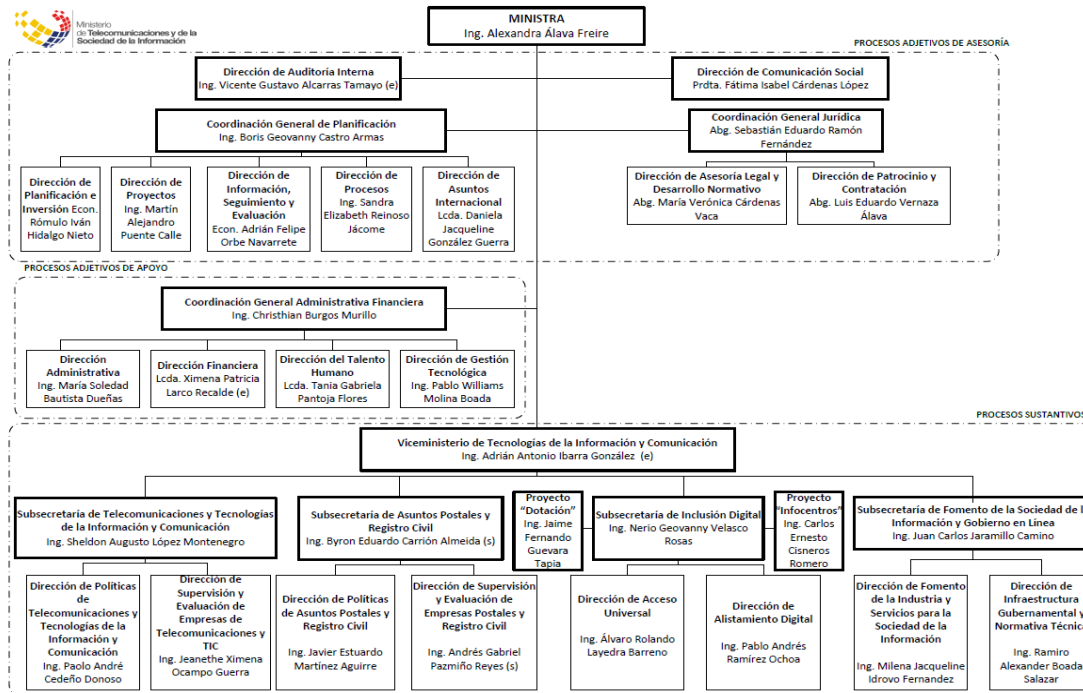 Ministerio
de Telecomunicaciones y de la
Sociedad de la Información
MINISTRA
Ing. Alexandra Álava Freire
PROCESOS ADJETIVOS DE ASESORÍA
Dirección de Auditoría Interna
Ing. Vicente Gustavo Alcarras Tamayo (e)
Dirección de Comunicación Social
Prdta. Fátima Isabel Cárdenas López
Coordinación General de Planificación
Ing. Boris Geovanny Castro Armas
Coordinación General Jurídica
Abg. Sebastián Eduardo Ramón
Fernández
Dirección de
Planificación e
Inversión Econ.
Rómulo Iván
Hidalgo Nieto
Dirección de
Proyectos
Ing. Martín
Alejandro
Puente Calle
Dirección de
Información,
Seguimiento y
Evaluación
Econ. Adrián Felipe
Orbe Navarrete
Dirección de
Procesos
Ing. Sandra
Elizabeth Reinoso
Jácome
Dirección de
Asuntos
Internacional
Lcda. Daniela
Jacqueline
González Guerra
Dirección de Asesoría Legal y
Desarrollo Normativo
Abg. María Verónica Cárdenas
Vaca
Dirección de Patrocinio y
Contratación
Abg. Luis Eduardo Vernaza
Álava
PROCESOS ADJETIVOS DE APOYO
Coordinación General Administrativa Financiera
Ing. Christhian Burgos Murillo
Dirección
Administrativa
Ing. María Soledad
Bautista Dueñas
Dirección Financiera
Lcda. Ximena Patricia
Larco Recalde (e)
Dirección del Talento
Humano
Lcda. Tania Gabriela
Pantoja Flores
Dirección de Gestión
Tecnológica
Ing. Pablo Williams
Molina Boada
PROCESOS SUSTANTIVOS
Viceministerio de Tecnologías de la Información y Comunicación
Ing. Adrián Antonio Ibarra González (e)
Subsecretaría de Telecomunicaciones y Tecnologías
de la Información y Comunicación
Ing. Sheldon Augusto López Montenegro
Subsecretaría de Asuntos Postales y
Registro Civil
Ing. Byron Eduardo Carrión Almeida (s)
Proyecto
"Dotación"
Ing. Jaime
Fernando
Guevara
Tapia
Subsecretaría de Inclusión Digital
Ing. Nerio Geovanny Velasco
Rosas
Proyecto
"Infocentros"
Ing. Carlos
Ernesto
Cisneros
Romero
Subsecretaría de Fomento de la Sociedad de la
Información y Gobierno en Línea
Ing. Juan Carlos Jaramillo Camino
Dirección de
Políticas de
Telecomunicaciones y
Tecnologías de la
Información y
Comunicación
Ing. Paolo André
Cedeño Donoso
Dirección de
Supervisión y
Evaluación de
Empresas de
Telecomunicaciones y
TIC
Ing. Jeanethe Ximena
Ocampo Guerra
Dirección de Políticas
de Asuntos Postales y
Registro Civil
Ing. Javier Estuardo
Martínez Aguirre
Dirección de Supervisión
y Evaluación de
Empresas Postales y
Registro Civil
Ing. Andrés Gabriel
Pazmiño Reyes (s)
Dirección de Acceso
Universal
Ing. Álvaro Rolando
Layedra Barreno
Dirección de
Alistamiento Digital
Ing. Pablo Andrés
Ramírez Ochoa
Dirección de Fomento
de la Industria y
Servicios para la
Sociedad de la
Información
Ing. Milena Jacqueline
Idrovo Fernandez
Dirección de
Infraestructura
Gubernamental y
Normativa Técnica
Ing. Ramiro
Alexander Boada
Salazar